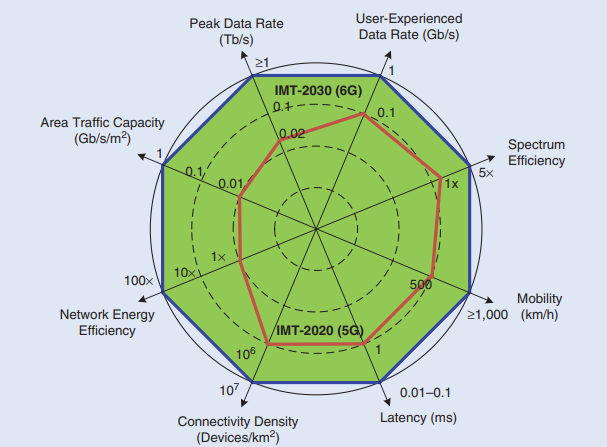 Peak Data Rate
(Tb/s)
User-Experienced
Data Rate (Gb/s)
≥1
1
IMT-2030 (6G)
0.1
0.1
Area Traffic Capacity
(Gb/s/m²)
0.02
1
Spectrum
Efficiency
0.1
5×
0.01
1x
1×
10×
100×
500
Network Energy
Efficiency
Mobility
(km/h)
≥1,000
IMT-2020 (5G)
10⁶
1
10⁷
0.01–0.1
Latency (ms)
Connectivity Density
(Devices/km²)